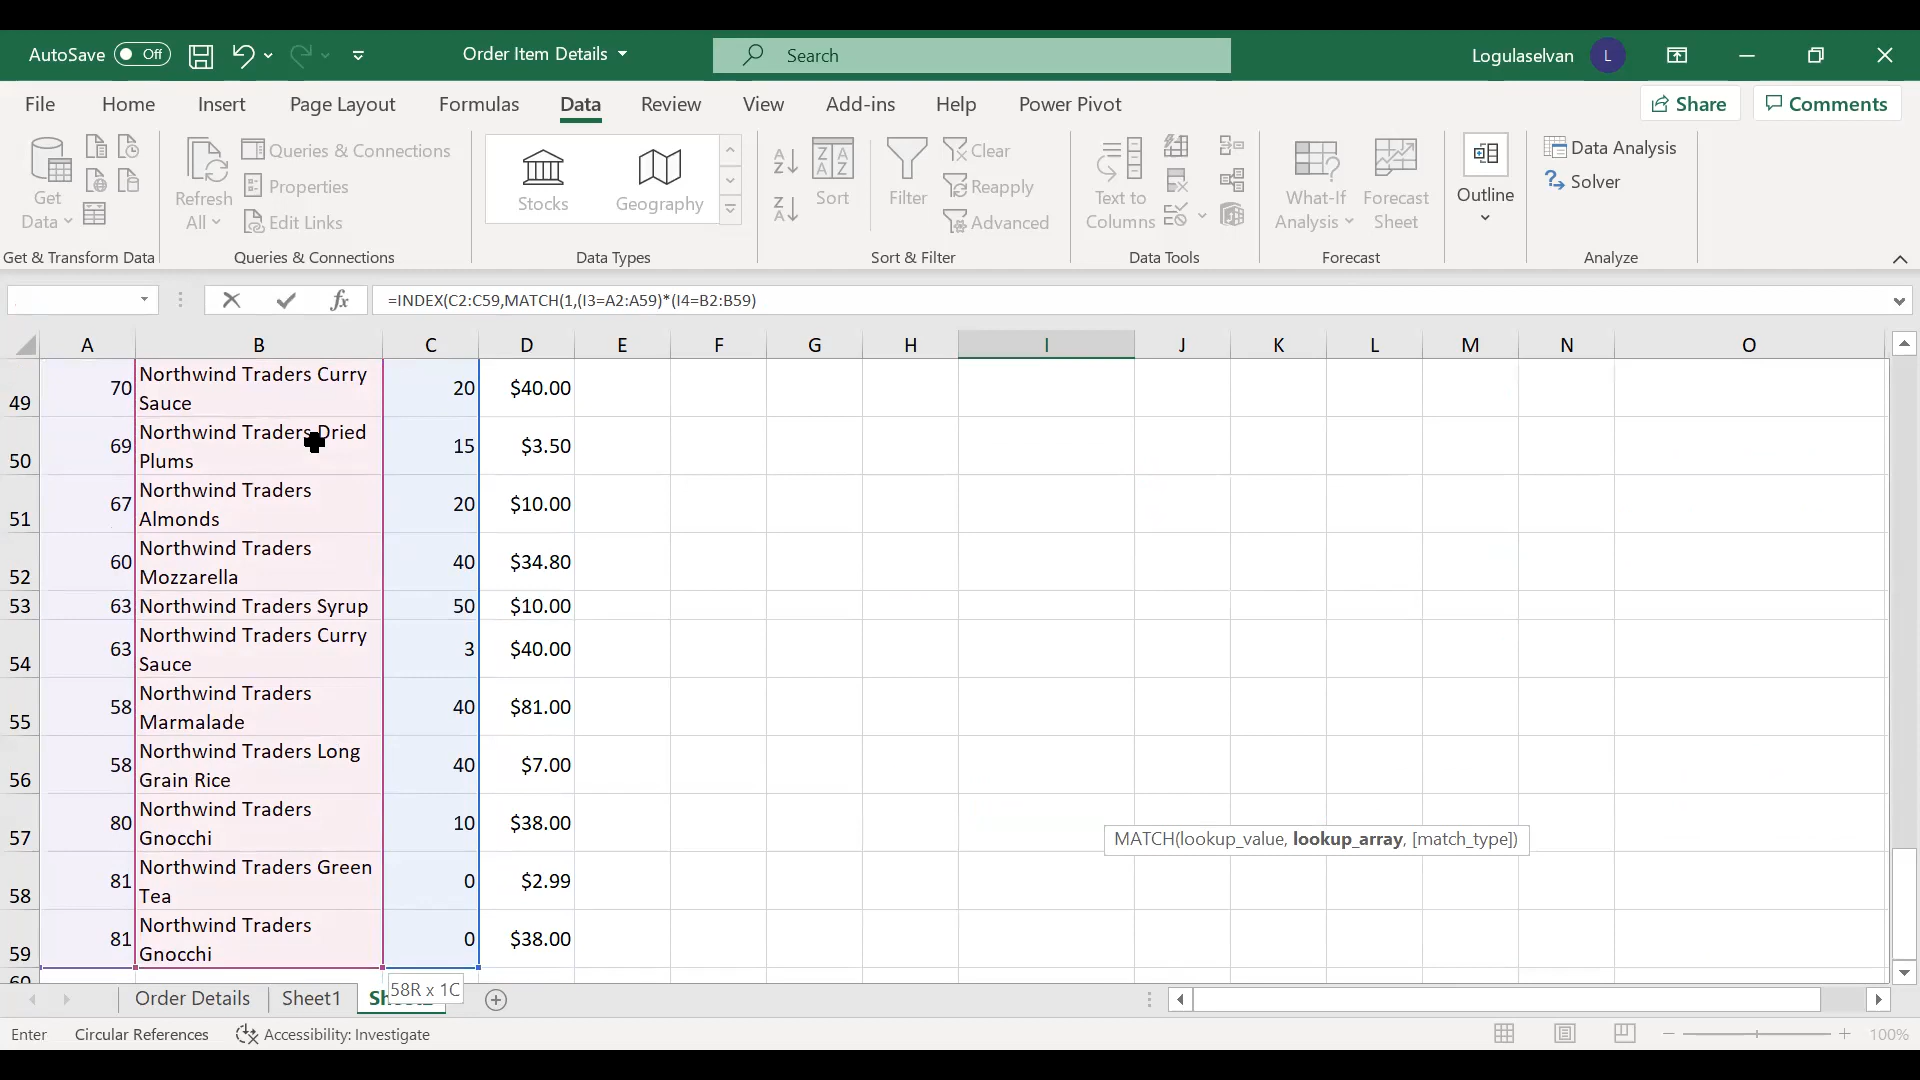 AutoSave Off Order Item Details Search Logulaselvan L
File Home Insert Page Layout Formulas Data Review View Add-ins Help Power Pivot Share Comments
Get Data
Refresh All
Queries & Connections
Properties
Edit Links
Stocks
Geography
Sort
Filter
Clear
Reapply
Advanced
Text to Columns
What-If Analysis
Forecast Sheet
Outline
Data Analysis
Solver
Get & Transform Data Queries & Connections Data Types Sort & Filter Data Tools Forecast Analyze
fx =INDEX(C2:C59,MATCH(1,(I3=A2:A59)*(I4=B2:B59)
A B C D E F G H I J K L M N O
49 70 Northwind Traders Curry Sauce 20 $40.00
50 69 Northwind Traders Dried Plums 15 $3.50
51 67 Northwind Traders Almonds 20 $10.00
52 60 Northwind Traders Mozzarella 40 $34.80
53 63 Northwind Traders Syrup 50 $10.00
54 63 Northwind Traders Curry Sauce 3 $40.00
55 58 Northwind Traders Marmalade 40 $81.00
56 58 Northwind Traders Long Grain Rice 40 $7.00
57 80 Northwind Traders Gnocchi 10 $38.00
58 81 Northwind Traders Green Tea 0 $2.99
59 81 Northwind Traders Gnocchi 0 $38.00
MATCH(lookup_value, lookup_array, [match_type])
58R x 1C
Order Details Sheet1
Enter Circular References Accessibility: Investigate 100%